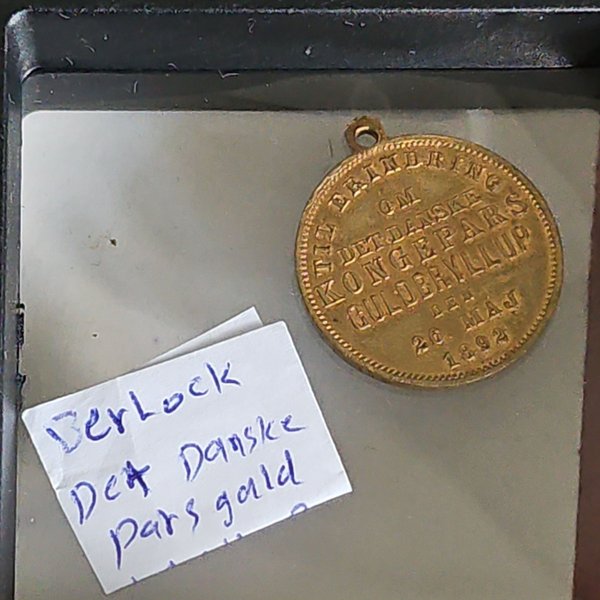 TIL ERINDRING
OM
DET DANSKE
KONGEPARS
GULDBRYLLUP
DEN
26 MAJ
1892
Berlock
Det Danske
Pars guld